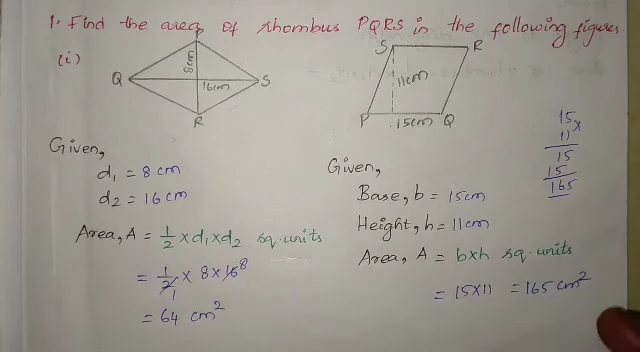 1. Find the area of rhombus PQRS in the following figures.
(i)
P
8cm
Q
16cm
S
R
S
R
11cm
P
15cm
Q
Given,
d₁ = 8 cm
d₂ = 16 cm
Area, A = 1/2 × d₁ × d₂ sq. units
= 1/2 × 8 × 16 8
1
= 64 cm²
Given,
Base, b = 15cm
Height, h = 11cm
Area, A = b×h sq. units
= 15×11 = 165 cm²
15
11 ×
15
15
165